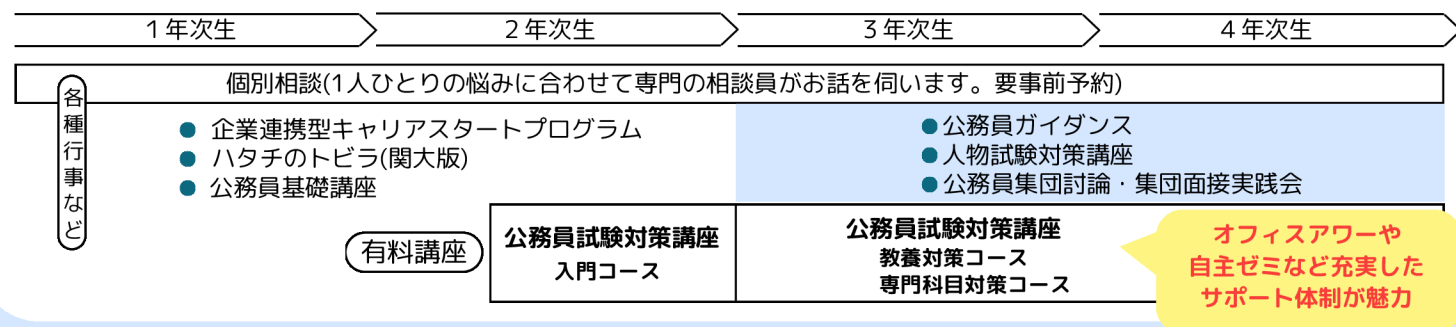 1年次生
2年次生
3年次生
4年次生
個別相談(1人ひとりの悩みに合わせて専門の相談員がお話を伺います。要事前予約)
各種行事など
● 企業連携型キャリアスタートプログラム
● ハタチのトビラ(関大版)
● 公務員基礎講座
●公務員ガイダンス
●人物試験対策講座
●公務員集団討論・集団面接実践会
有料講座
公務員試験対策講座
入門コース
公務員試験対策講座
教養対策コース
専門科目対策コース
オフィスアワーや
自主ゼミなど充実した
サポート体制が魅力